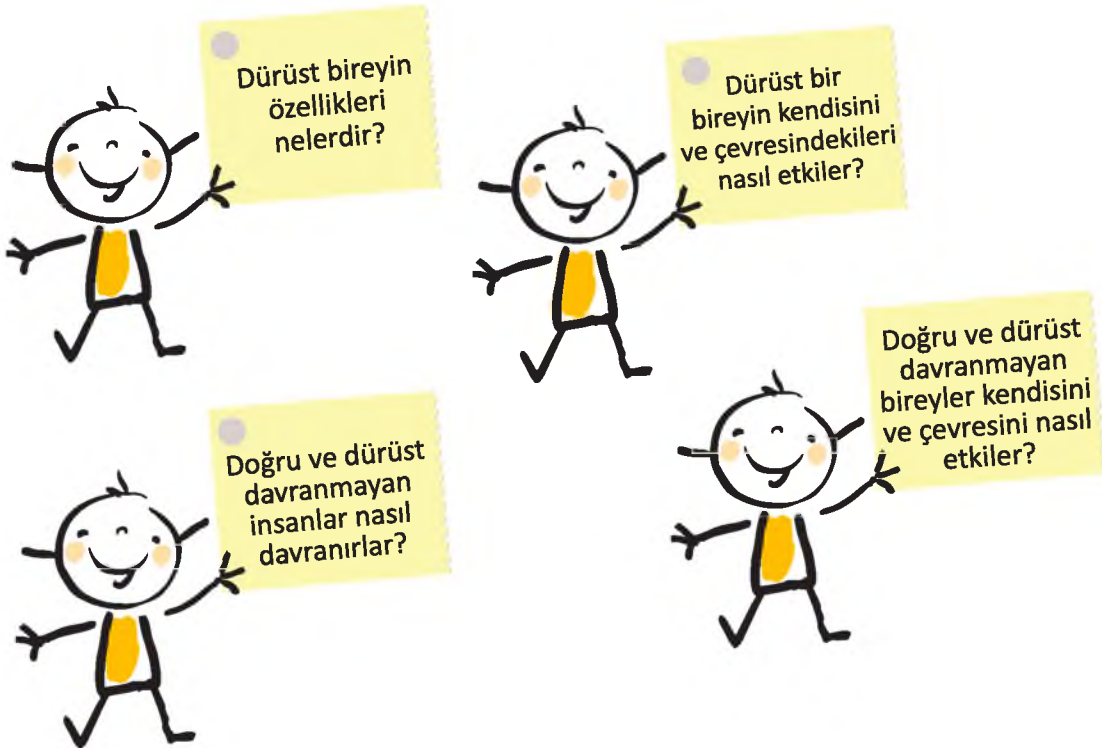 Dürüst bireyin
özellikleri
nelerdir?
Dürüst bir
bireyin kendisini
ve çevresindekileri
nasıl etkiler?
Doğru ve dürüst
davranmayan
insanlar nasıl
davranırlar?
Doğru ve dürüst
davranmayan
bireyler kendisini
ve çevresini nasıl
etkiler?